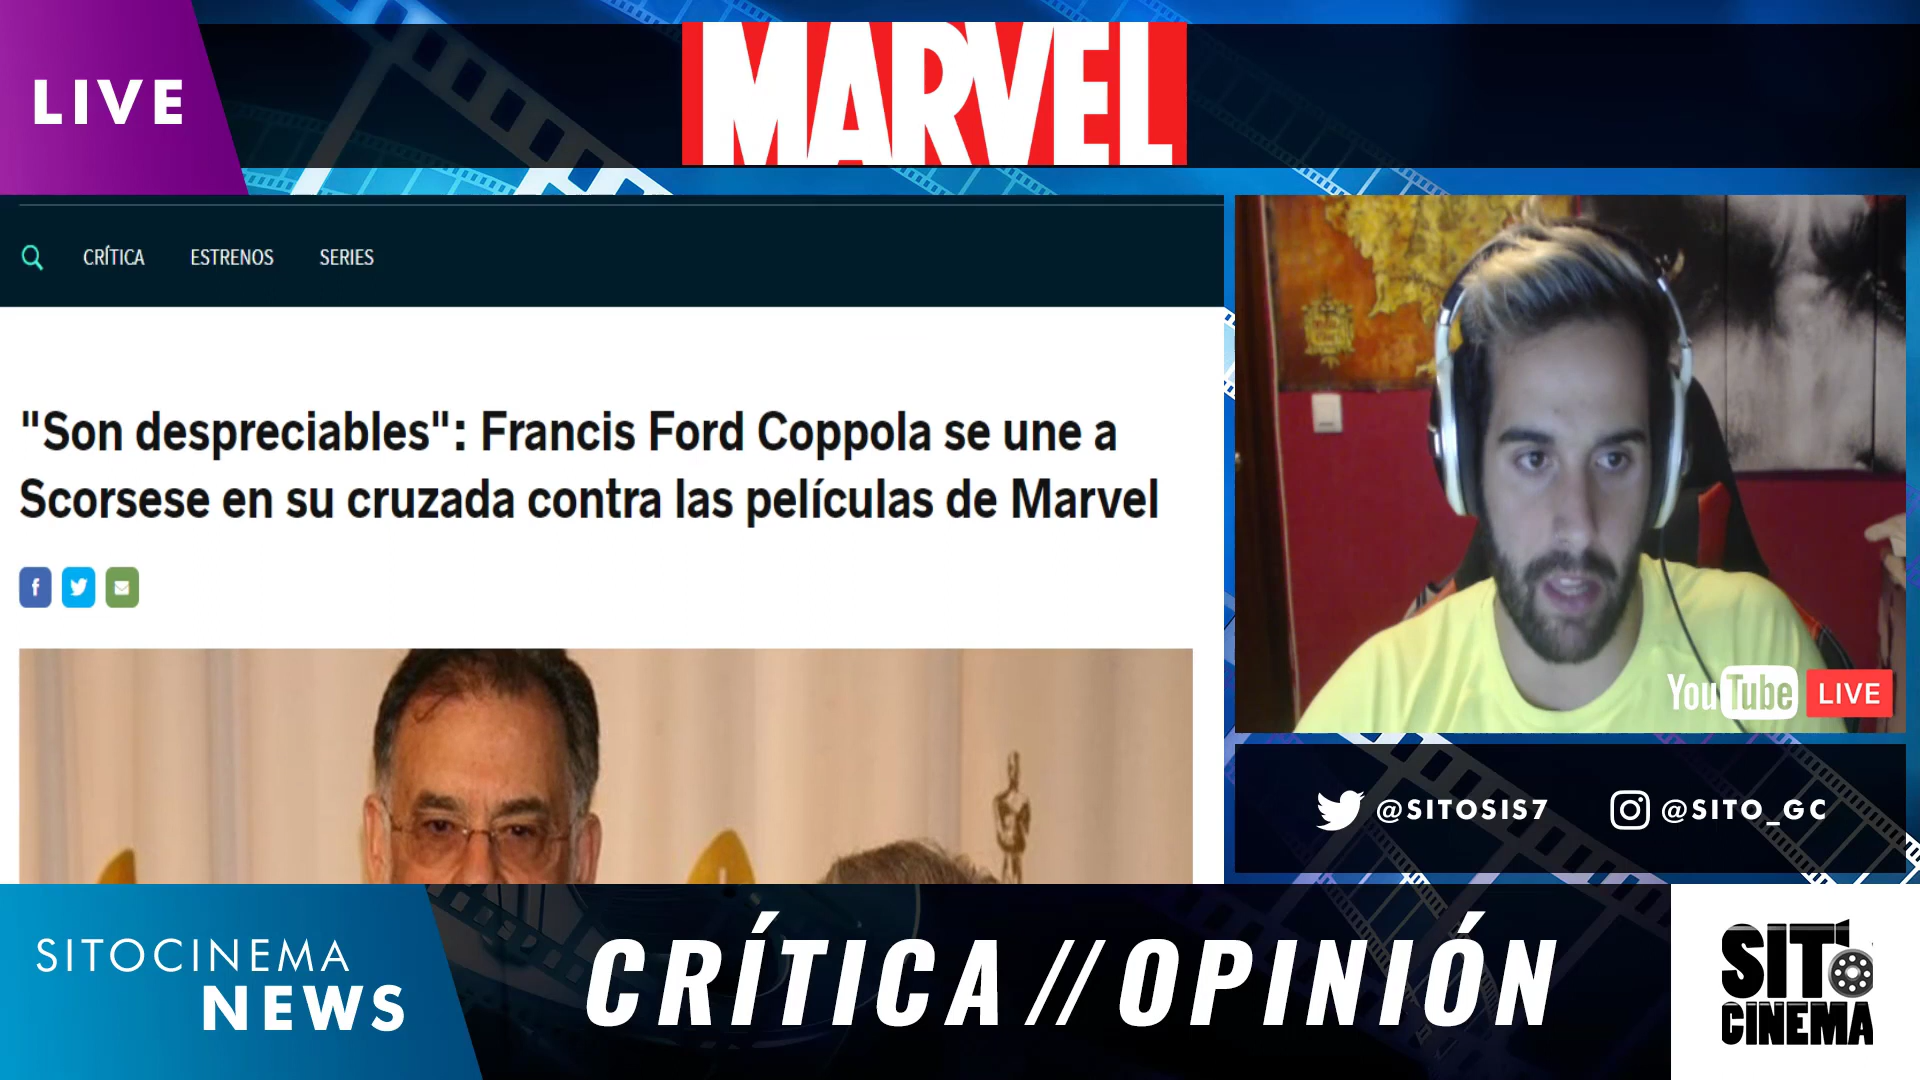 LIVE
MARVEL
CRÍTICA ESTRENOS SERIES
"Son despreciables": Francis Ford Coppola se une a
Scorsese en su cruzada contra las películas de Marvel
f
YouTube LIVE
@SITOSIS7 @SITO_GC
SITOCINEMA
NEWS
CRÍTICA // OPINIÓN
SITO
CINEMA